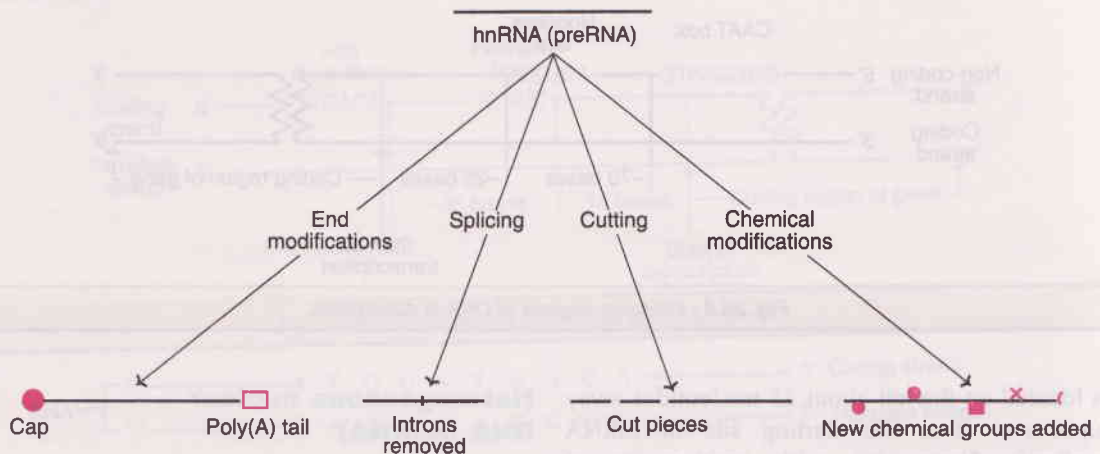 hnRNA (preRNA)
End
modifications
Splicing
Cutting
Chemical
modifications
Cap
Poly(A) tail
Introns
removed
Cut pieces
New chemical groups added